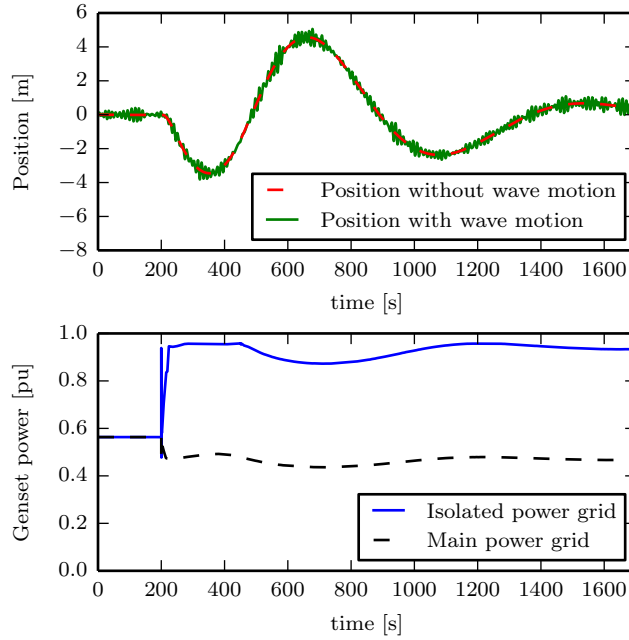 6
4
2
0
−2
−4
−6
−8
Position [m]
Position without wave motion
Position with wave motion
0 200 400 600 800 1000 1200 1400 1600
time [s]
1.0
0.8
0.6
0.4
0.2
0.0
Genset power [pu]
Isolated power grid
Main power grid
0 200 400 600 800 1000 1200 1400 1600
time [s]